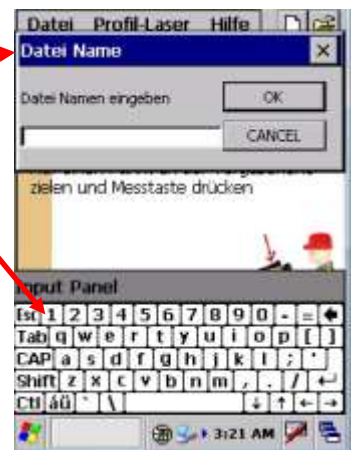 Datei Profil-Laser Hilfe
Datei Name
Datei Namen eingeben
OK
CANCEL
zielen und Messtaste drücken
Input Panel
Esc 1 2 3 4 5 6 7 8 9 0 - =
Tab q w e r t y u i o p [ ]
CAP a s d f g h j k l ; '
Shift z x c v b n m , . /
Ctl áü ` \
3:21 AM